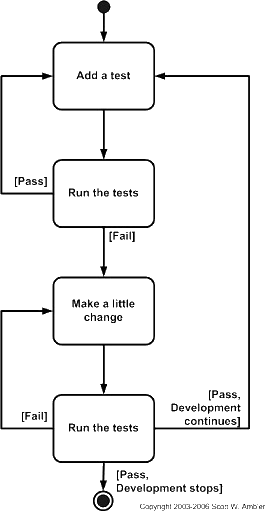 Add a test
[Pass]
Run the tests
[Fail]
Make a little
change
[Pass,
Development
continues]
[Fail]
Run the tests
[Pass,
Development stops]
Copyright 2003-2006 Scott W. Ambler